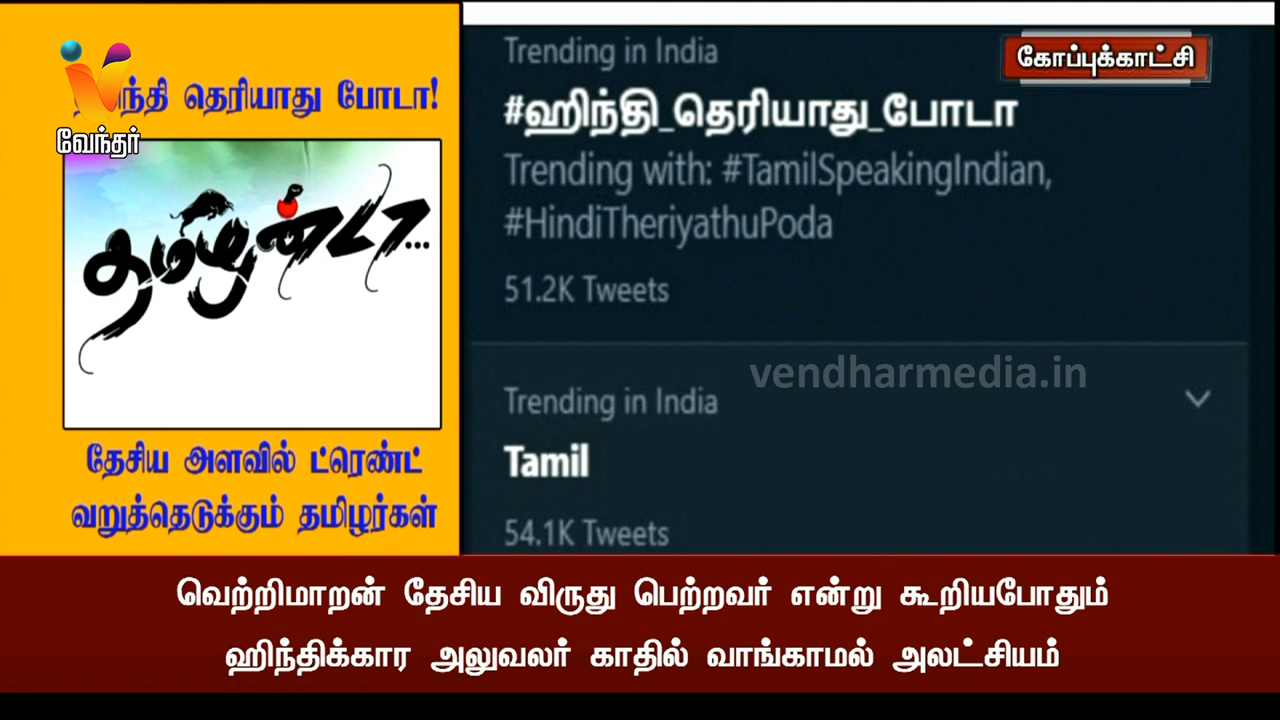 ஹிந்தி தெரியாது போடா!
வேந்தர்
தமிழன்டா...
தேசிய அளவில் ட்ரெண்ட்
வறுத்தெடுக்கும் தமிழர்கள்
Trending in India
கோப்புக்காட்சி
#ஹிந்தி_தெரியாது_போடா
Trending with: #TamilSpeakingIndian,
#HindiTheriyathuPoda
51.2K Tweets
vendharmedia.in
Trending in India
Tamil
54.1K Tweets
வெற்றிமாறன் தேசிய விருது பெற்றவர் என்று கூறியபோதும்
ஹிந்திக்கார அலுவலர் காதில் வாங்காமல் அலட்சியம்